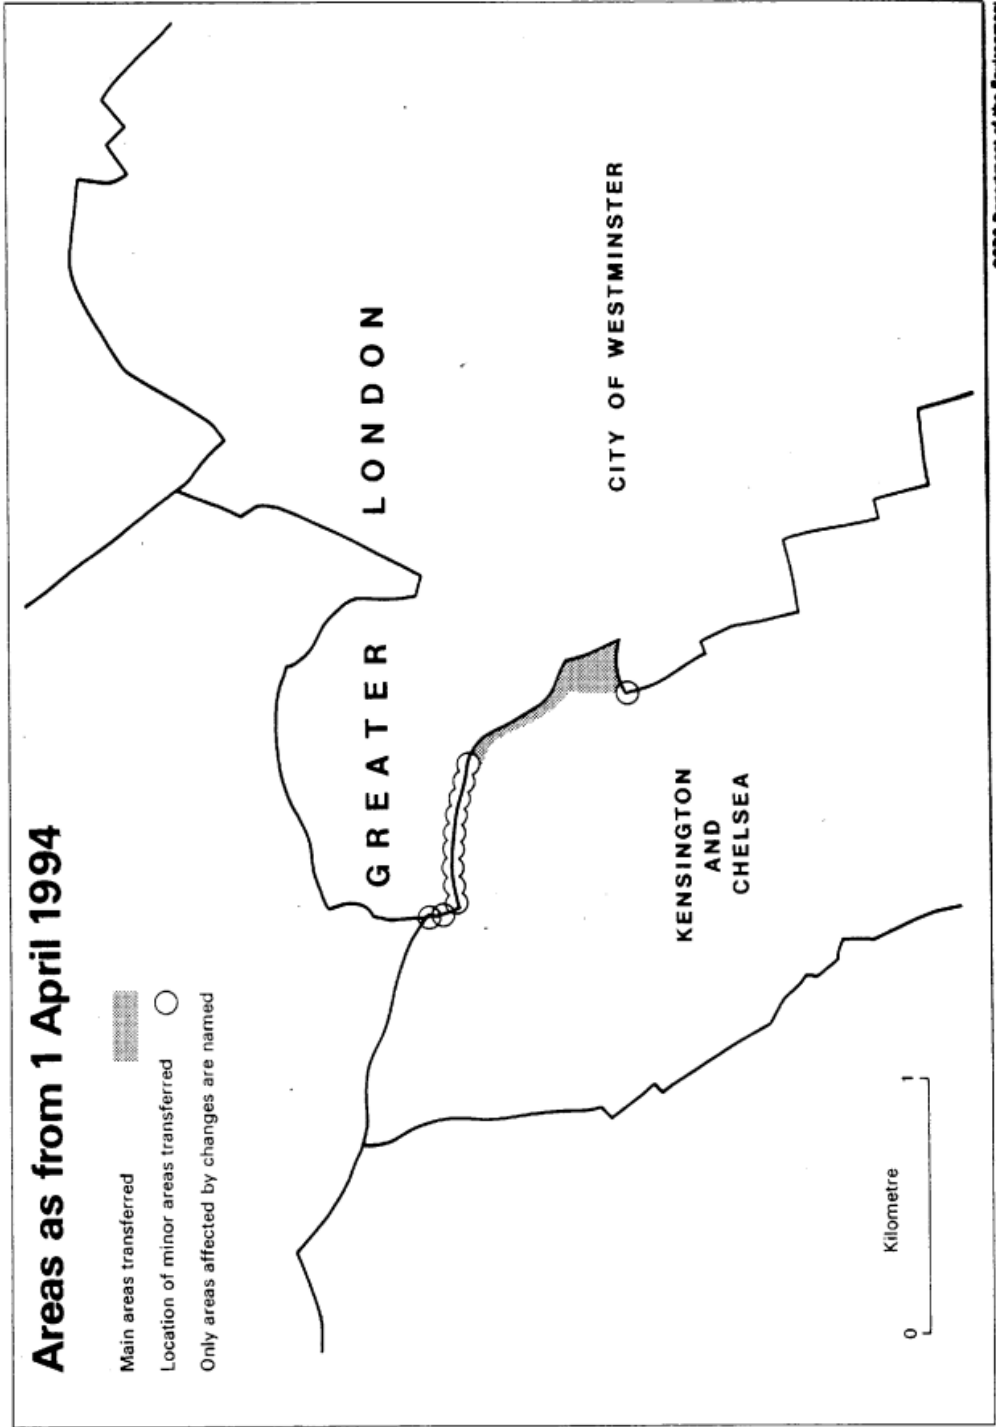 Areas as from 1 April 1994
Main areas transferred
Location of minor areas transferred
Only areas affected by changes are named
GREATER LONDON
CITY OF WESTMINSTER
KENSINGTON
AND
CHELSEA
Kilometre
0 1